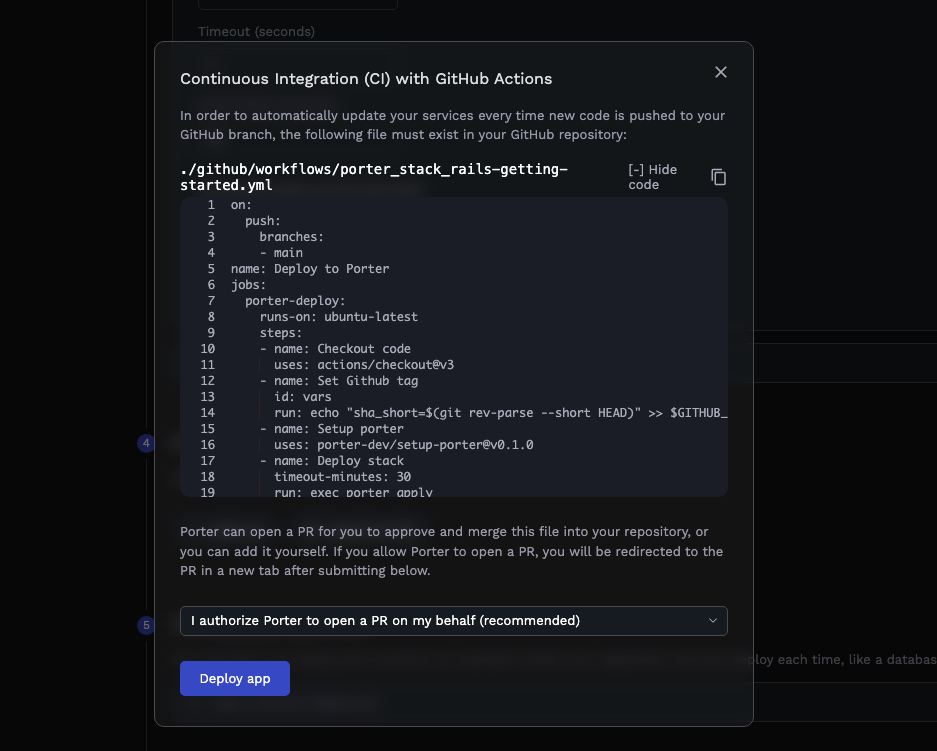 Timeout (seconds)
Continuous Integration (CI) with GitHub Actions
In order to automatically update your services every time new code is pushed to your
GitHub branch, the following file must exist in your GitHub repository:
./github/workflows/porter_stack_rails-getting-
started.yml
[-] Hide
code
1 on:
2   push:
3     branches:
4     - main
5 name: Deploy to Porter
6 jobs:
7   porter-deploy:
8     runs-on: ubuntu-latest
9     steps:
10     - name: Checkout code
11       uses: actions/checkout@v3
12     - name: Set Github tag
13       id: vars
14       run: echo "sha_short=$(git rev-parse --short HEAD)" >> $GITHUB_
15     - name: Setup porter
16       uses: porter-dev/setup-porter@v0.1.0
17     - name: Deploy stack
18       timeout-minutes: 30
19       run: exec porter apply
4
Porter can open a PR for you to approve and merge this file into your repository, or
you can add it yourself. If you allow Porter to open a PR, you will be redirected to the
PR in a new tab after submitting below.
5
I authorize Porter to open a PR on my behalf (recommended)
ploy each time, like a databas
Deploy app